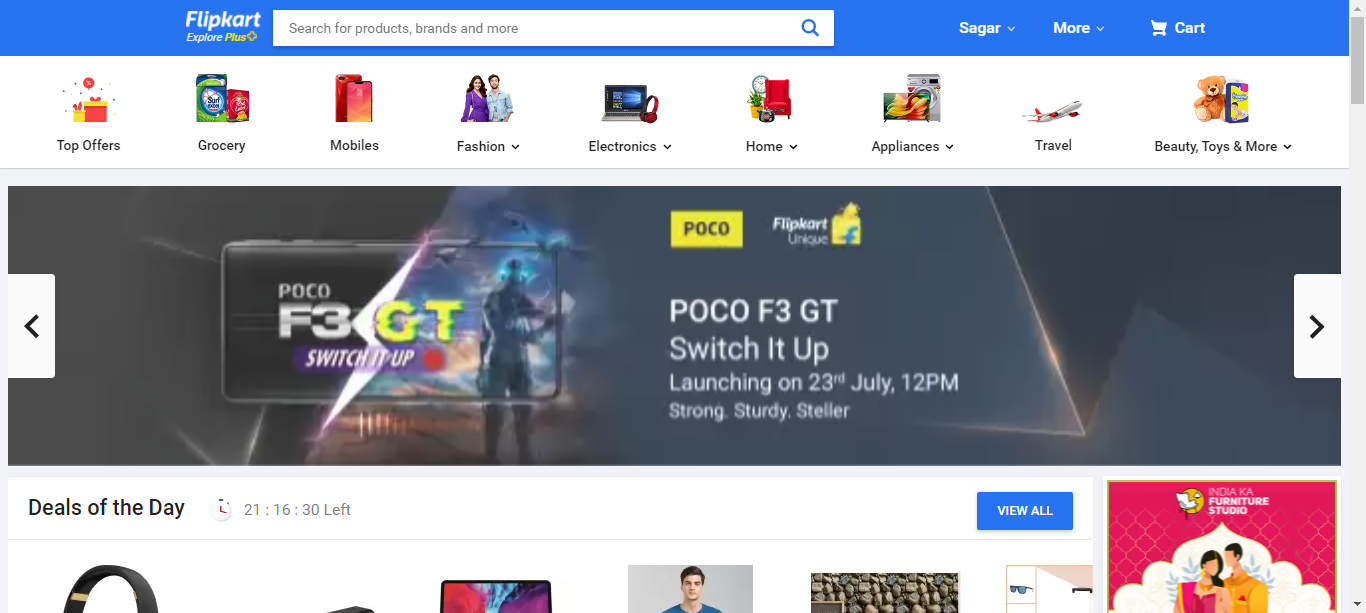 Flipkart
Explore Plus
Search for products, brands and more
Sagar
More
Cart
Top Offers
Grocery
Mobiles
Fashion
Electronics
Home
Appliances
Travel
Beauty, Toys & More
Surf excel
POCO
Flipkart
Unique
POCO
F3 GT
SWITCH IT UP
POCO F3 GT
Switch It Up
Launching on 23rd July, 12PM
Strong. Sturdy. Steller
Deals of the Day
21 : 16 : 30 Left
VIEW ALL
INDIA KA
FURNITURE
STUDIO